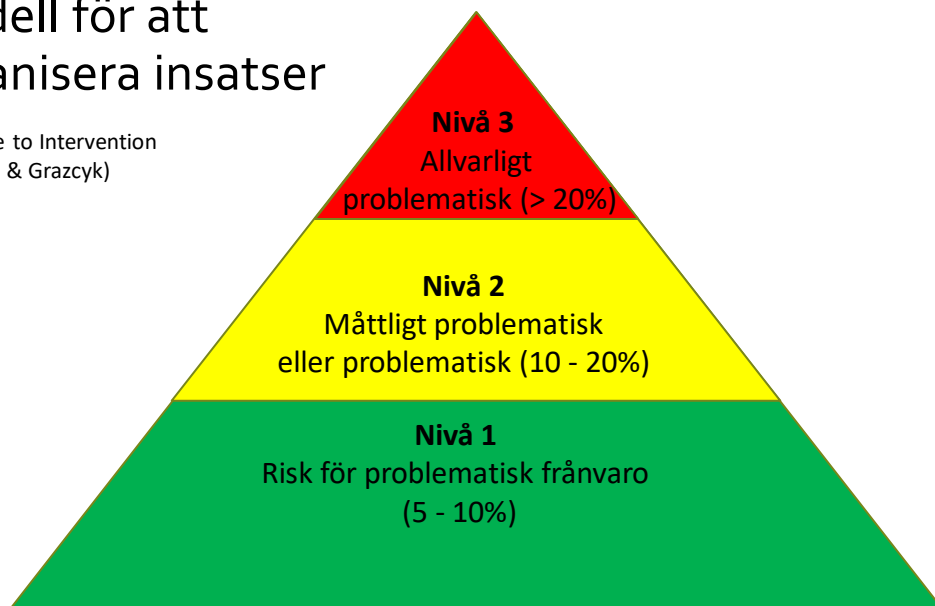 dell för att
anisera insatser
e to Intervention
& Grazcyk)
Nivå 3
Allvarligt
problematisk (> 20%)
Nivå 2
Måttligt problematisk
eller problematisk (10 - 20%)
Nivå 1
Risk för problematisk frånvaro
(5 - 10%)